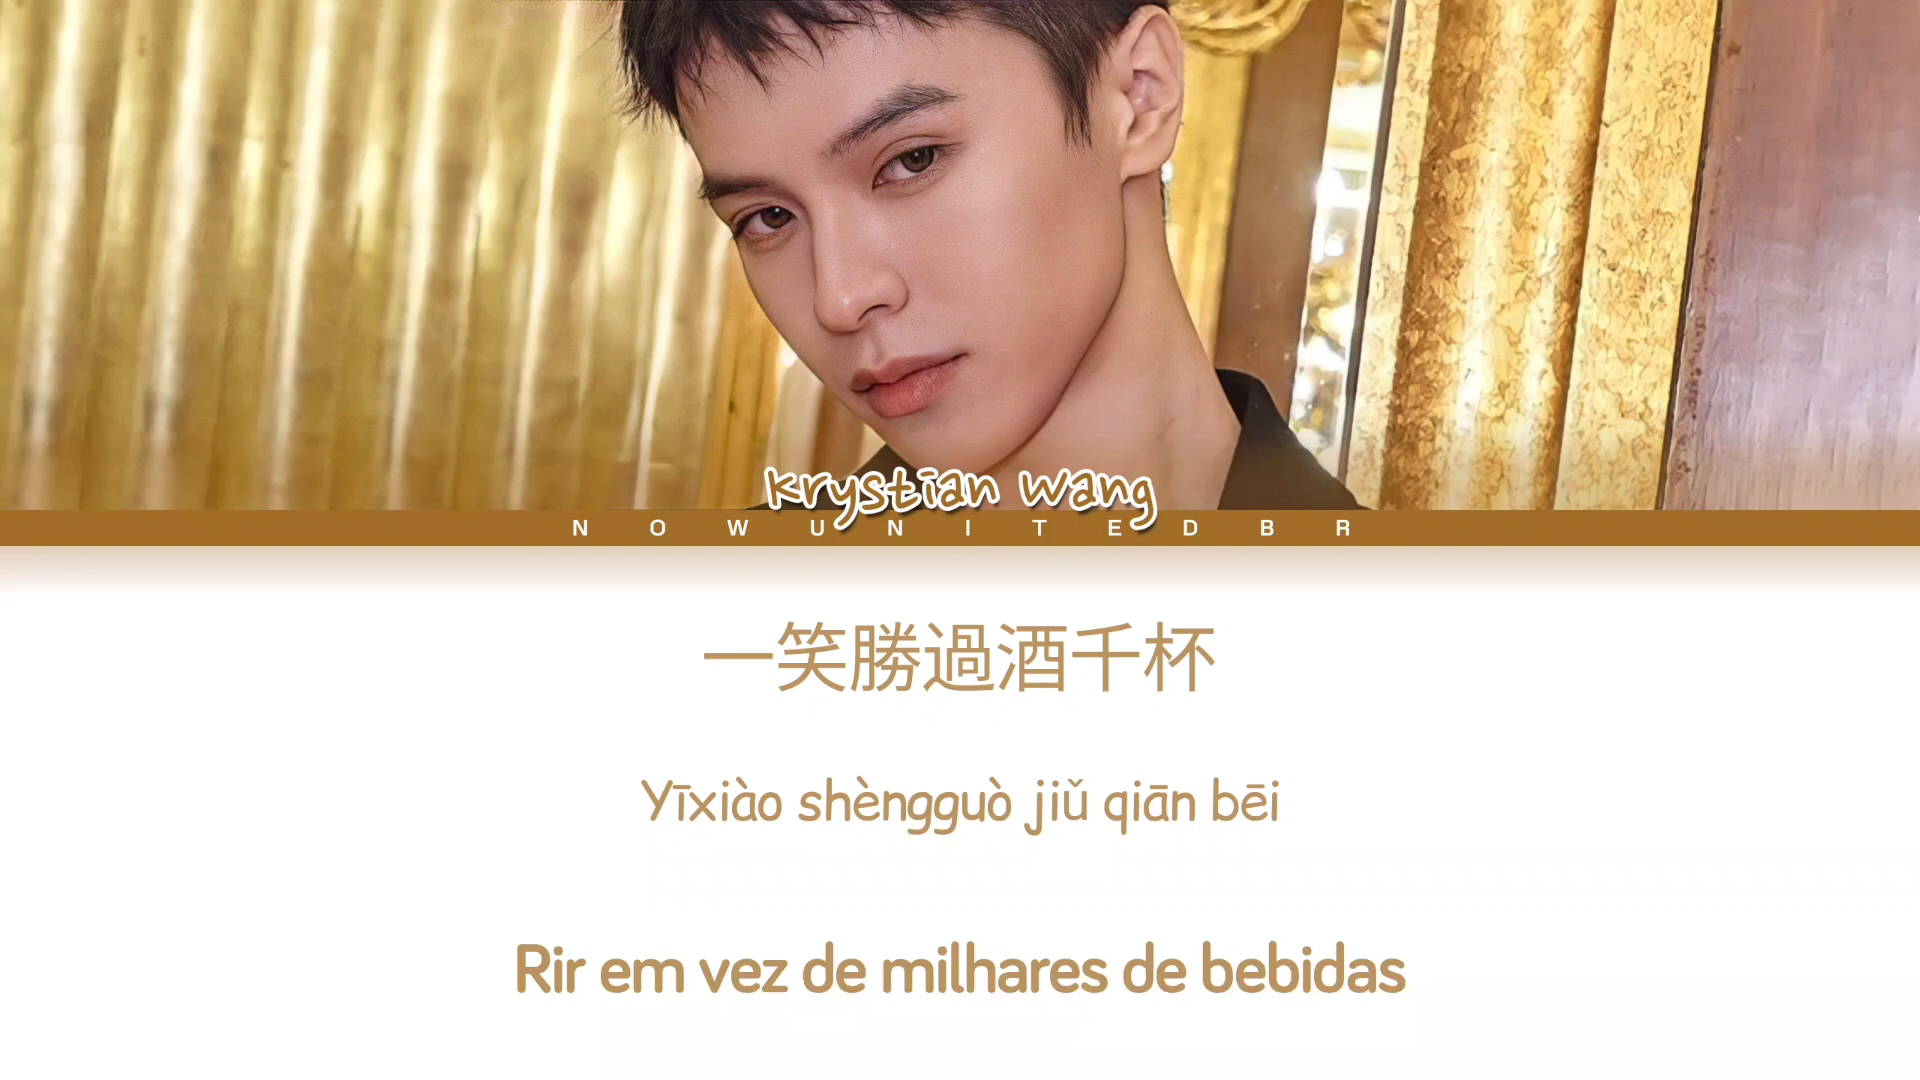 Krystian Wang
NOWUNITEDBR
一笑勝過酒千杯
Yīxiào shèngguò jiǔ qiān bēi
Rir em vez de milhares de bebidas